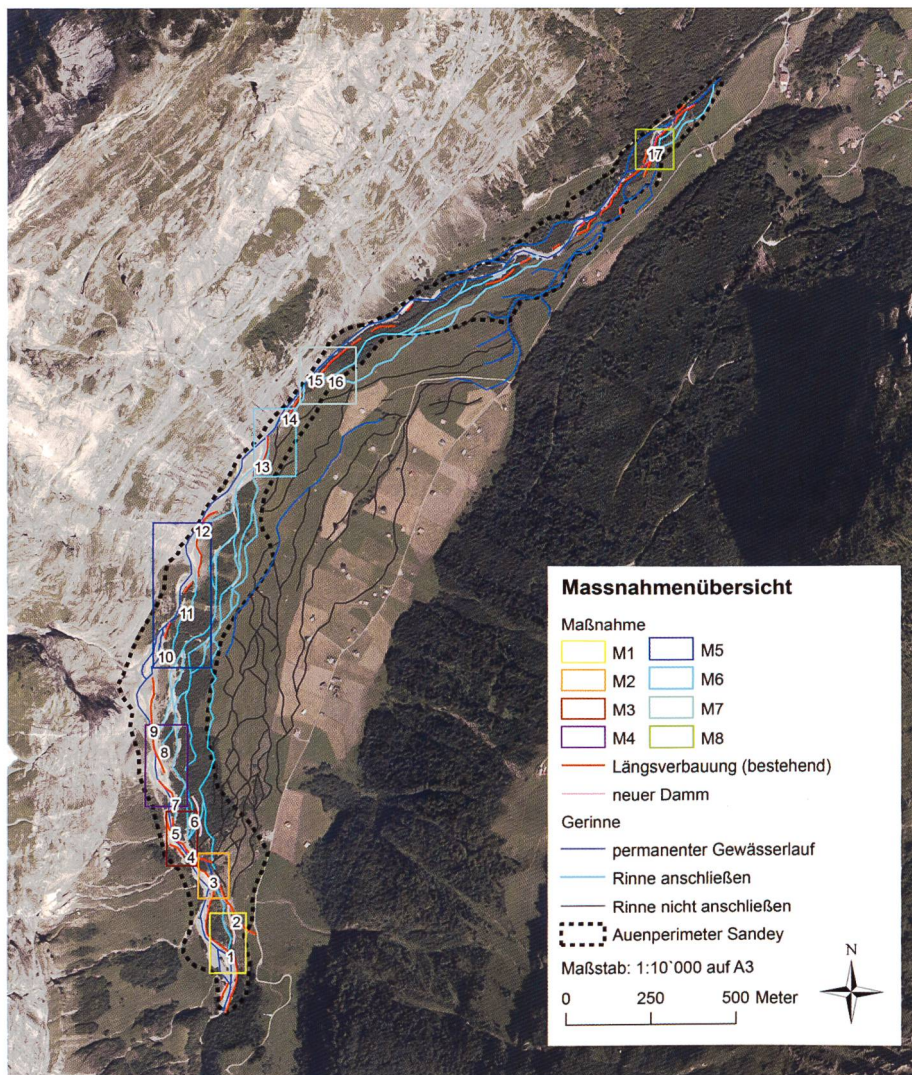 17
15 16
14
13
12
11
10
9
8
7
6
5
4
3
2
1
Massnahmenübersicht
Maßnahme
M1 M5
M2 M6
M3 M7
M4 M8
Längsverbauung (bestehend)
neuer Damm
Gerinne
permanenter Gewässerlauf
Rinne anschließen
Rinne nicht anschließen
Auenperimeter Sandey
Maßstab: 1:10`000 auf A3
N
0 250 500 Meter